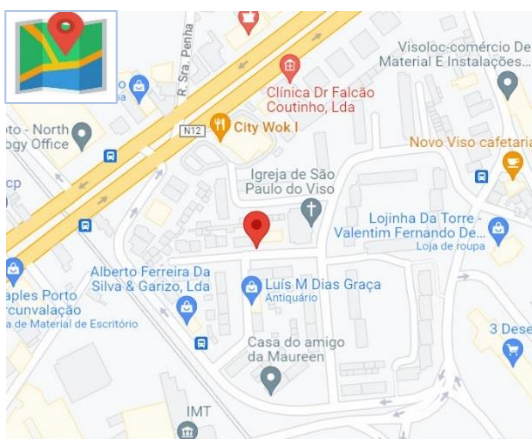 R. Sra. Penha
Visoloc-comércio De
Material E Instalações...
Clínica Dr Falcão
Coutinho, Lda
N12
City Wok I
oto - North
ogy Office
Novo Viso cafetaria
Igreja de São
Paulo do Viso
cp
Lojinha Da Torre -
Valentim Fernando De...
Loja de roupa
Alberto Ferreira Da
Silva & Garizo, Lda
Luís M Dias Graça
Antiquário
aples Porto
rcunvalação
a de Material de Escritório
3 Dese
Casa do amigo
da Maureen
IMT